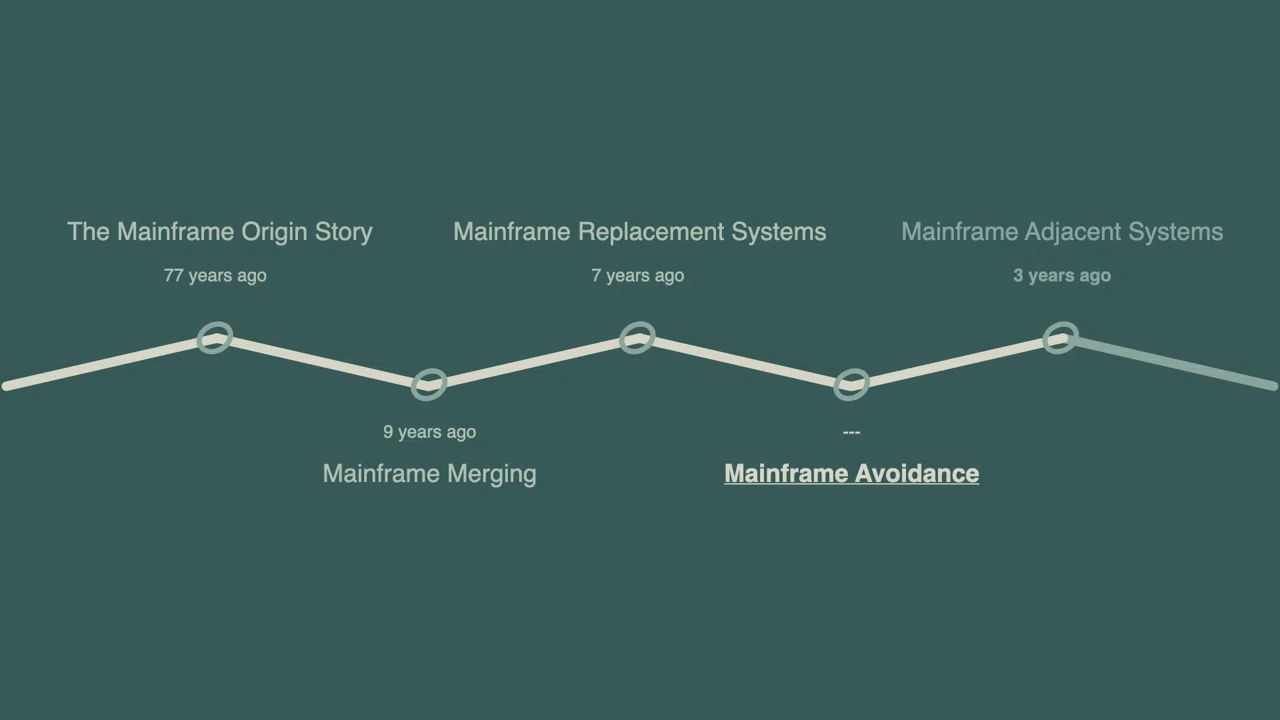 The Mainframe Origin Story
77 years ago
9 years ago
Mainframe Merging
Mainframe Replacement Systems
7 years ago
---
Mainframe Avoidance
Mainframe Adjacent Systems
3 years ago